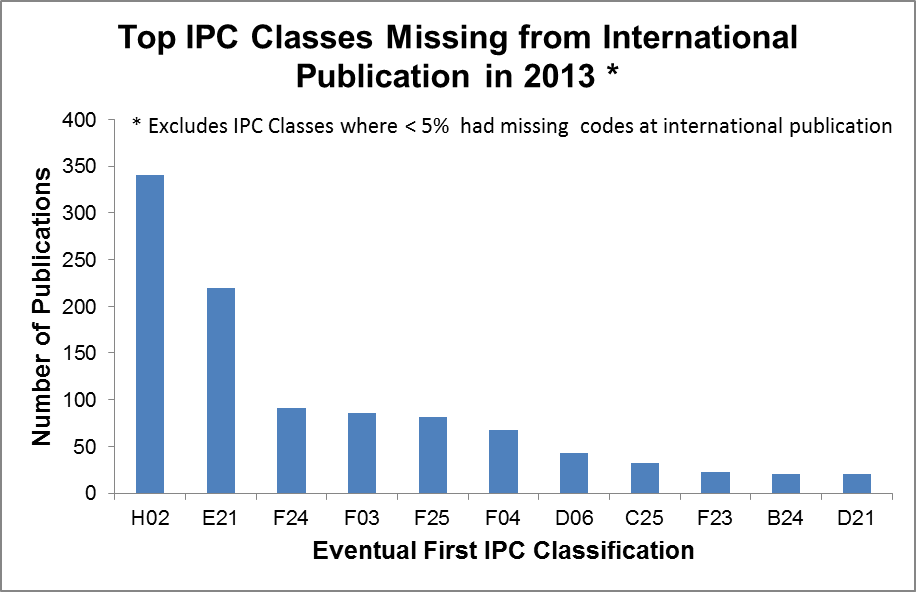 Top IPC Classes Missing from International
Publication in 2013 *
* Excludes IPC Classes where < 5% had missing codes at international publication
Number of Publications
400
350
300
250
200
150
100
50
0
H02 E21 F24 F03 F25 F04 D06 C25 F23 B24 D21
Eventual First IPC Classification